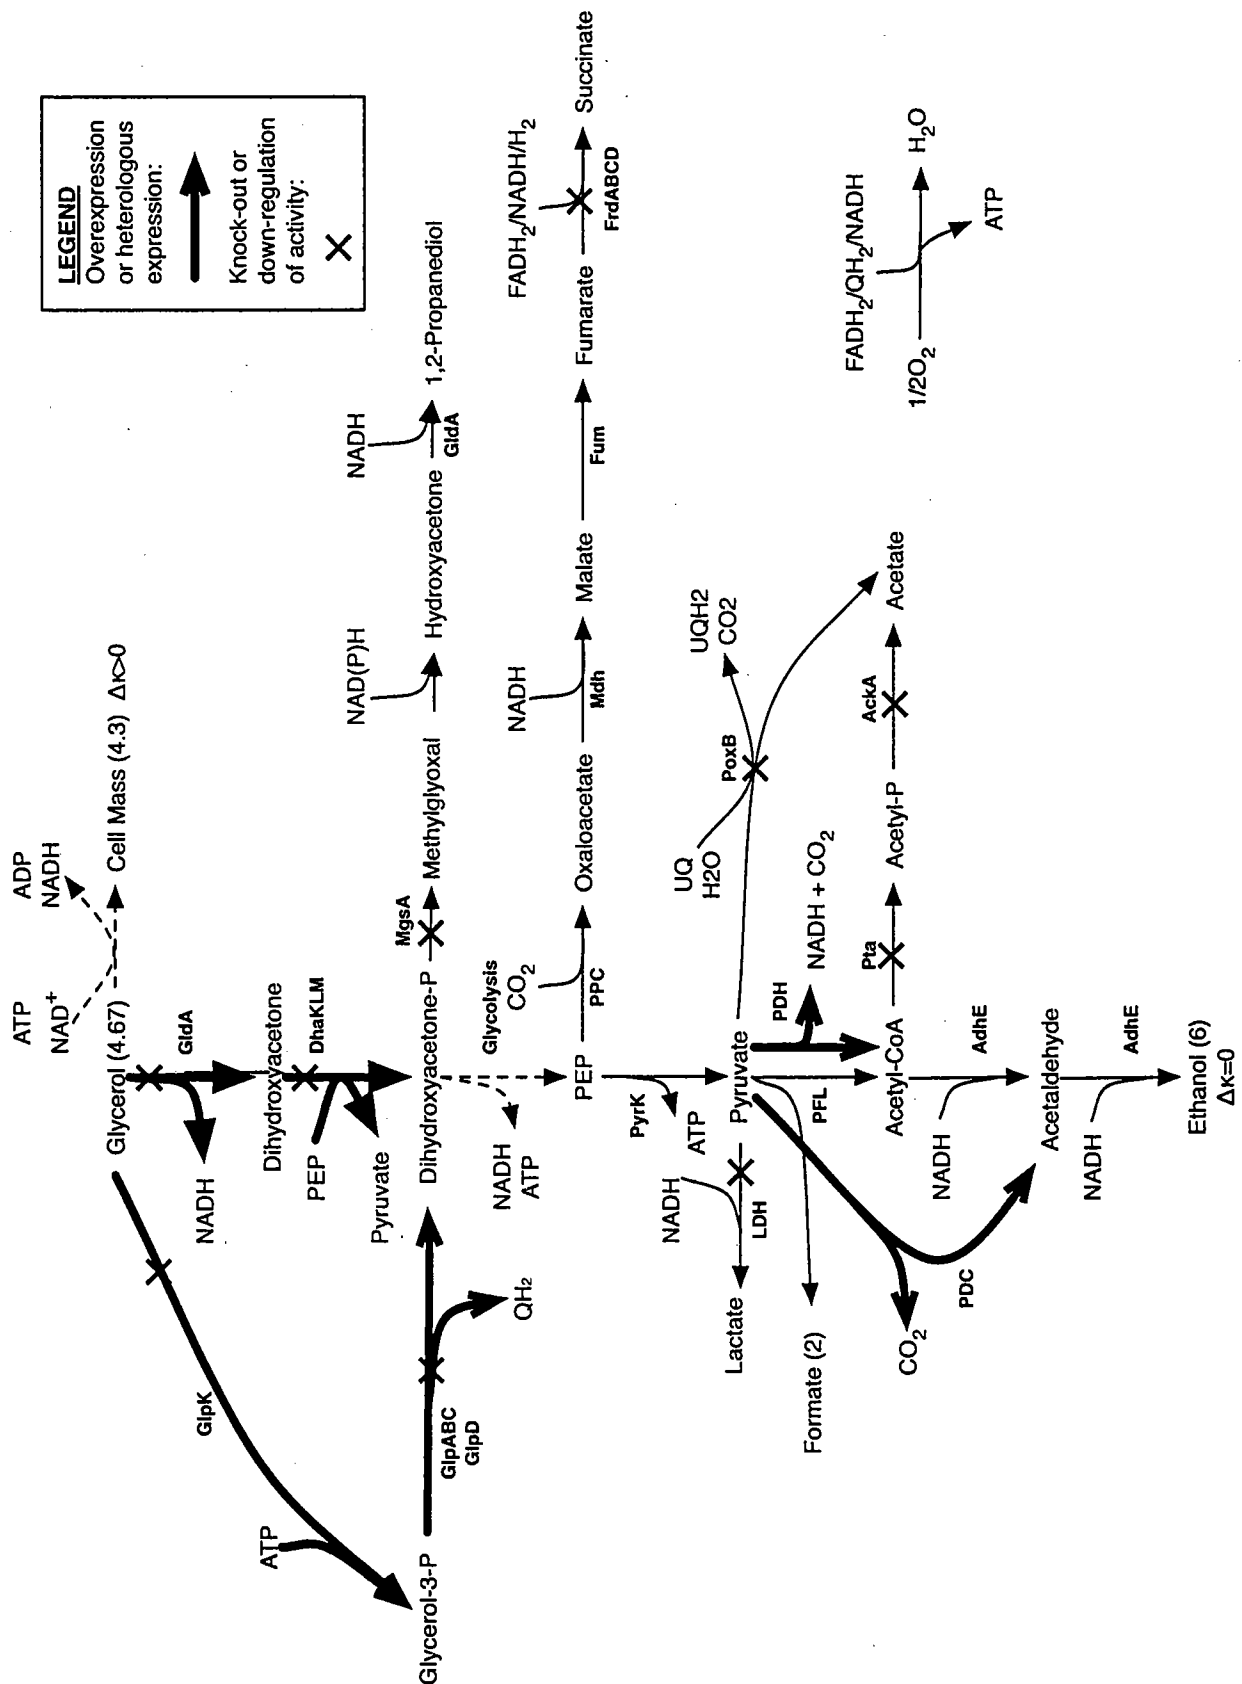 LEGEND
Overexpression
or heterologous
expression:
Knock-out or
down-regulation
of activity:
ATP
NAD+
ADP
NADH
Glycerol (4.67)
Cell Mass (4.3) Δκ>0
GldA
NADH
GlpK
Dihydroxyacetone
DhaKLM
PEP
Pyruvate
ATP
Glycerol-3-P
GlpABC
GlpD
QH2
Dihydroxyacetone-P
MgsA
Methylglyoxal
NAD(P)H
Hydroxyacetone
NADH
GldA
1,2-Propanediol
Glycolysis
NADH
ATP
PEP
CO2
PPC
Oxaloacetate
NADH
Mdh
Malate
Fum
Fumarate
FADH2/NADH/H2
FrdABCD
Succinate
PyrK
ATP
Pyruvate
NADH
LDH
Lactate
UQ
H2O
PoxB
UQH2
CO2
PFL
Formate (2)
PDH
NADH + CO2
PDC
CO2
Acetyl-CoA
Pta
Acetyl-P
AckA
Acetate
NADH
AdhE
Acetaldehyde
NADH
AdhE
Ethanol (6)
Δκ=0
FADH2/QH2/NADH
1/2O2
H2O
ATP